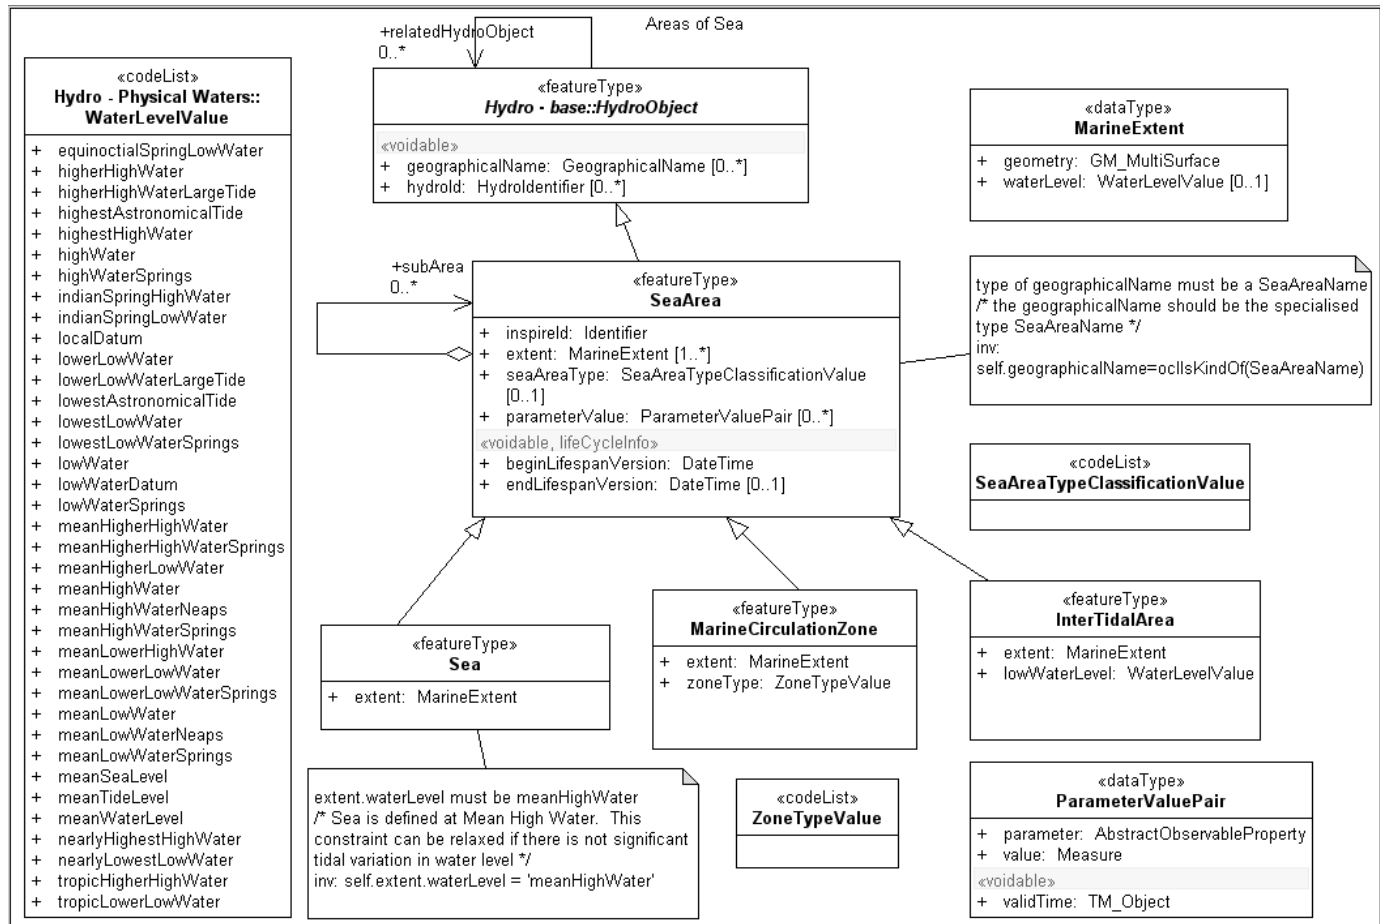 Areas of Sea
+relatedHydroObject
0..*
«codeList»
Hydro - Physical Waters::
WaterLevelValue
+ equinoctialSpringLowWater
+ higherHighWater
+ higherHighWaterLargeTide
+ highestAstronomicalTide
+ highestHighWater
+ highWater
+ highWaterSprings
+ indianSpringHighWater
+ indianSpringLowWater
+ localDatum
+ lowerLowWater
+ lowerLowWaterLargeTide
+ lowestAstronomicalTide
+ lowestLowWater
+ lowestLowWaterSprings
+ lowWater
+ lowWaterDatum
+ lowWaterSprings
+ meanHigherHighWater
+ meanHigherHighWaterSprings
+ meanHigherLowWater
+ meanHighWater
+ meanHighWaterNeaps
+ meanHighWaterSprings
+ meanLowerHighWater
+ meanLowerLowWater
+ meanLowerLowWaterSprings
+ meanLowWater
+ meanLowWaterNeaps
+ meanLowWaterSprings
+ meanSeaLevel
+ meanTideLevel
+ meanWaterLevel
+ nearlyHighestHighWater
+ nearlyLowestLowWater
+ tropicHigherHighWater
+ tropicLowerLowWater
«featureType»
Hydro - base::HydroObject
«voidable»
+ geographicalName: GeographicalName [0..*]
+ hydroId: HydroIdentifier [0..*]
«dataType»
MarineExtent
+ geometry: GM_MultiSurface
+ waterLevel: WaterLevelValue [0..1]
+subArea
0..*
«featureType»
SeaArea
+ inspireId: Identifier
+ extent: MarineExtent [1..*]
+ seaAreaType: SeaAreaTypeClassificationValue
[0..1]
+ parameterValue: ParameterValuePair [0..*]
«voidable, lifeCycleInfo»
+ beginLifespanVersion: DateTime
+ endLifespanVersion: DateTime [0..1]
type of geographicalName must be a SeaAreaName
/* the geographicalName should be the specialised
type SeaAreaName */
inv:
self.geographicalName=oclIsKindOf(SeaAreaName)
«codeList»
SeaAreaTypeClassificationValue
«featureType»
Sea
+ extent: MarineExtent
«featureType»
MarineCirculationZone
+ extent: MarineExtent
+ zoneType: ZoneTypeValue
«featureType»
InterTidalArea
+ extent: MarineExtent
+ lowWaterLevel: WaterLevelValue
extent.waterLevel must be meanHighWater
/* Sea is defined at Mean High Water. This
constraint can be relaxed if there is not significant
tidal variation in water level */
inv: self.extent.waterLevel = 'meanHighWater'
«codeList»
ZoneTypeValue
«dataType»
ParameterValuePair
+ parameter: AbstractObservableProperty
+ value: Measure
«voidable»
+ validTime: TM_Object